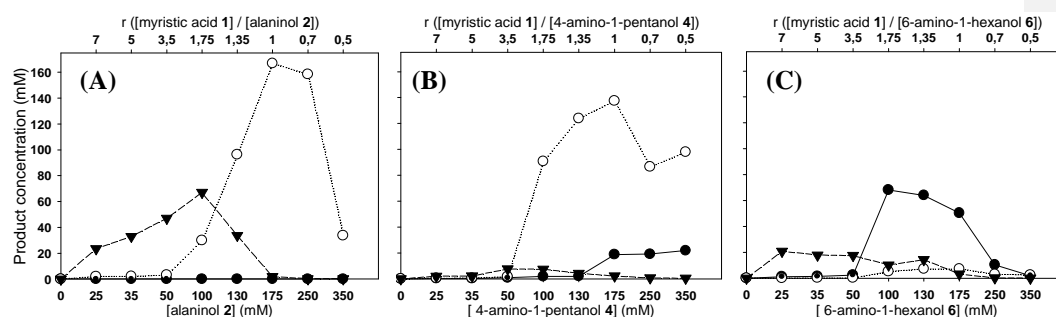 r ([myristic acid 1] / [alaninol 2])
7 5 3,5 1,75 1,35 1 0,7 0,5
r ([myristic acid 1] / [4-amino-1-pentanol 4])
7 5 3,5 1,75 1,35 1 0,7 0,5
r ([myristic acid 1] / [6-amino-1-hexanol 6])
7 5 3,5 1,75 1,35 1 0,7 0,5
(A)
(B)
(C)
Product concentration (mM)
160
140
120
100
80
60
40
20
0
0 25 35 50 100 130 175 250 350
[alaninol 2] (mM)
0 25 35 50 100 130 175 250 350
[ 4-amino-1-pentanol 4] (mM)
0 25 35 50 100 130 175 250 350
[ 6-amino-1-hexanol 6] (mM)